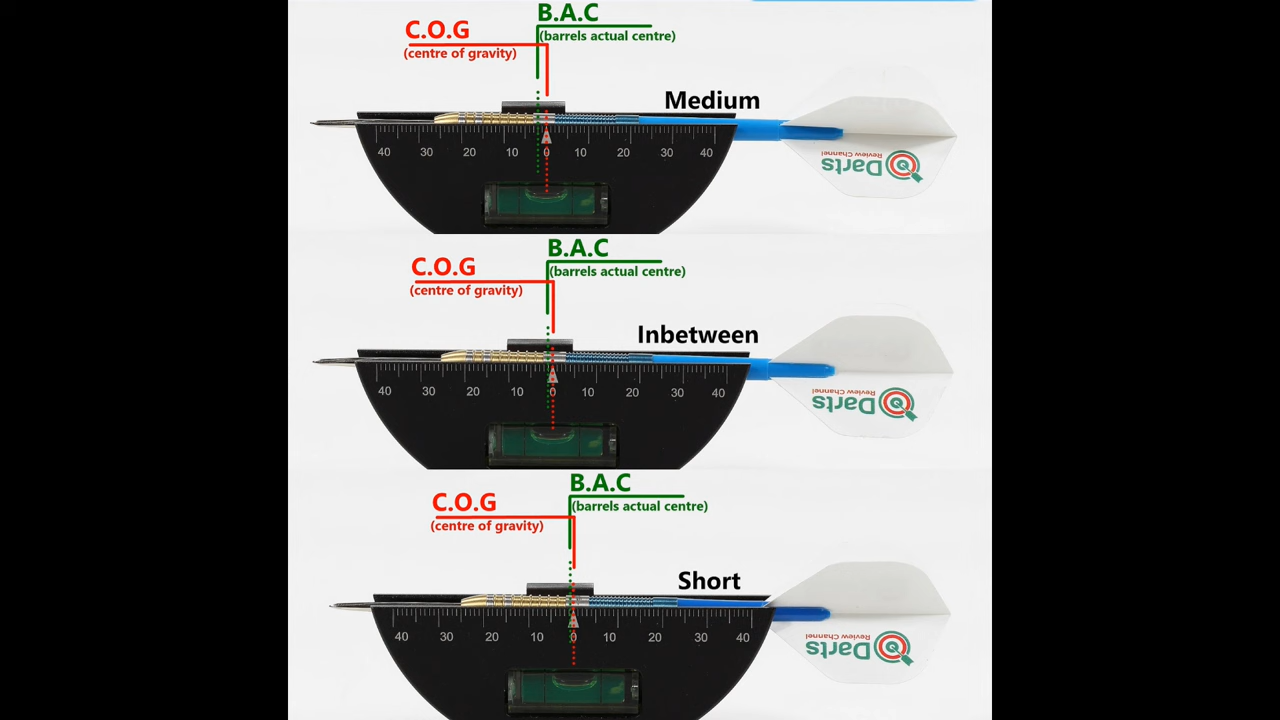 B.A.C
(barrels actual centre)
C.O.G
(centre of gravity)
Medium
40 30 20 10 0 10 20 30 40
Darts
Review Channel
B.A.C
(barrels actual centre)
C.O.G
(centre of gravity)
Inbetween
40 30 20 10 0 10 20 30 40
Darts
Review Channel
B.A.C
(barrels actual centre)
C.O.G
(centre of gravity)
Short
40 30 20 10 0 10 20 30 40
Darts
Review Channel